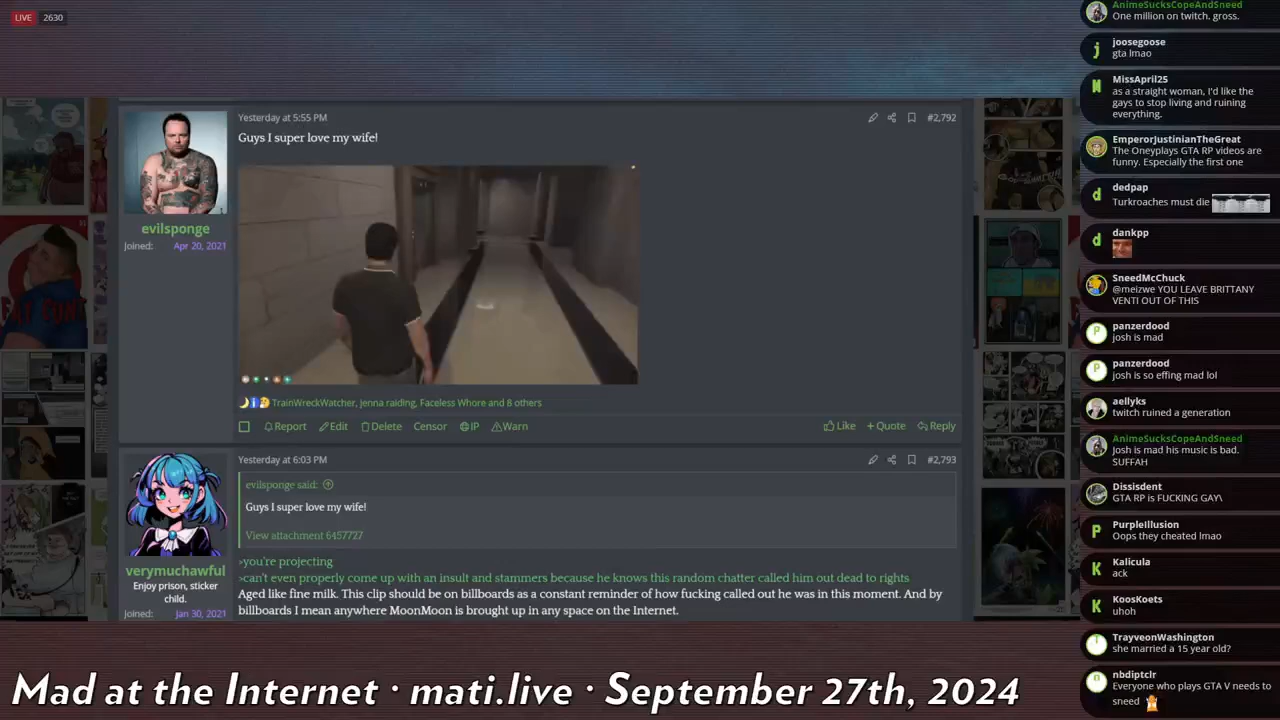 LIVE 2630
Yesterday at 5:55 PM #2,792
Guys I super love my wife!
evilsponge
Joined: Apr 20, 2021
TrainWreckWatcher, jenna raiding, Faceless Whore and 8 others
Report Edit Delete Censor IP Warn Like + Quote Reply
Yesterday at 6:03 PM #2,793
evilsponge said:
Guys I super love my wife!
View attachment 6457727
verymuchawful
Enjoy prison, sticker
child.
Joined: Jan 30, 2021
>you're projecting
>can't even properly come up with an insult and stammers because he knows this random chatter called him out dead to rights
Aged like fine milk. This clip should be on billboards as a constant reminder of how fucking called out he was in this moment. And by
billboards I mean anywhere MoonMoon is brought up in any space on the Internet.
AnimeSucksCopeAndSneed
One million on twitch, gross.
joosegoose
gta lmao
MissApril25
as a straight woman, I'd like the
gays to stop living and ruining
everything.
EmperorJustinianTheGreat
The Oneyplays GTA RP videos are
funny. Especially the first one
dedpap
Turkroaches must die
dankpp
SneedMcChuck
@meizwe YOU LEAVE BRITTANY
VENTI OUT OF THIS
panzerdood
josh is mad
panzerdood
josh is so effing mad lol
aellyks
twitch ruined a generation
AnimeSucksCopeAndSneed
Josh is mad his music is bad.
SUFFAH
Dissisdent
GTA RP is FUCKING GAY\
PurpleIllusion
Oops they cheated lmao
Kalicula
ack
KoosKoets
uhoh
TrayveonWashington
she married a 15 year old?
nbdiptclr
Everyone who plays GTA V needs to
sneed
Mad at the Internet · mati.live · September 27th, 2024